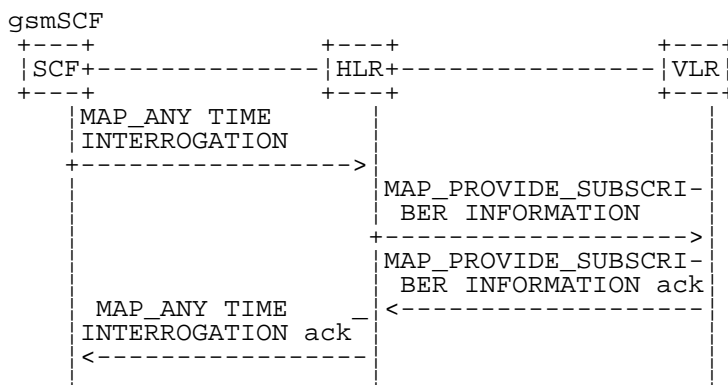 gsmSCF
SCF HLR VLR
MAP_ANY TIME
INTERROGATION
MAP_PROVIDE_SUBSCRI-
BER INFORMATION
MAP_PROVIDE_SUBSCRI-
BER INFORMATION ack
MAP_ANY TIME _
INTERROGATION ack